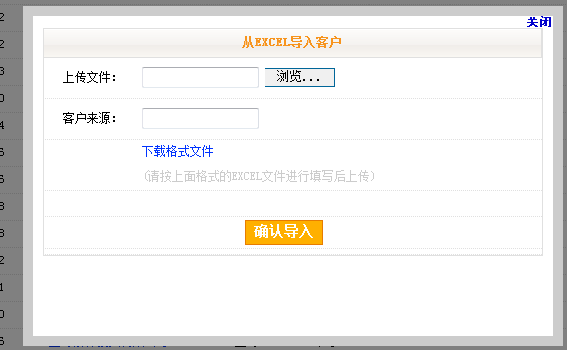 关闭
从EXCEL导入客户
上传文件：
浏览...
客户来源：
下载格式文件
(请按上面格式的EXCEL文件进行填写后上传)
确认导入